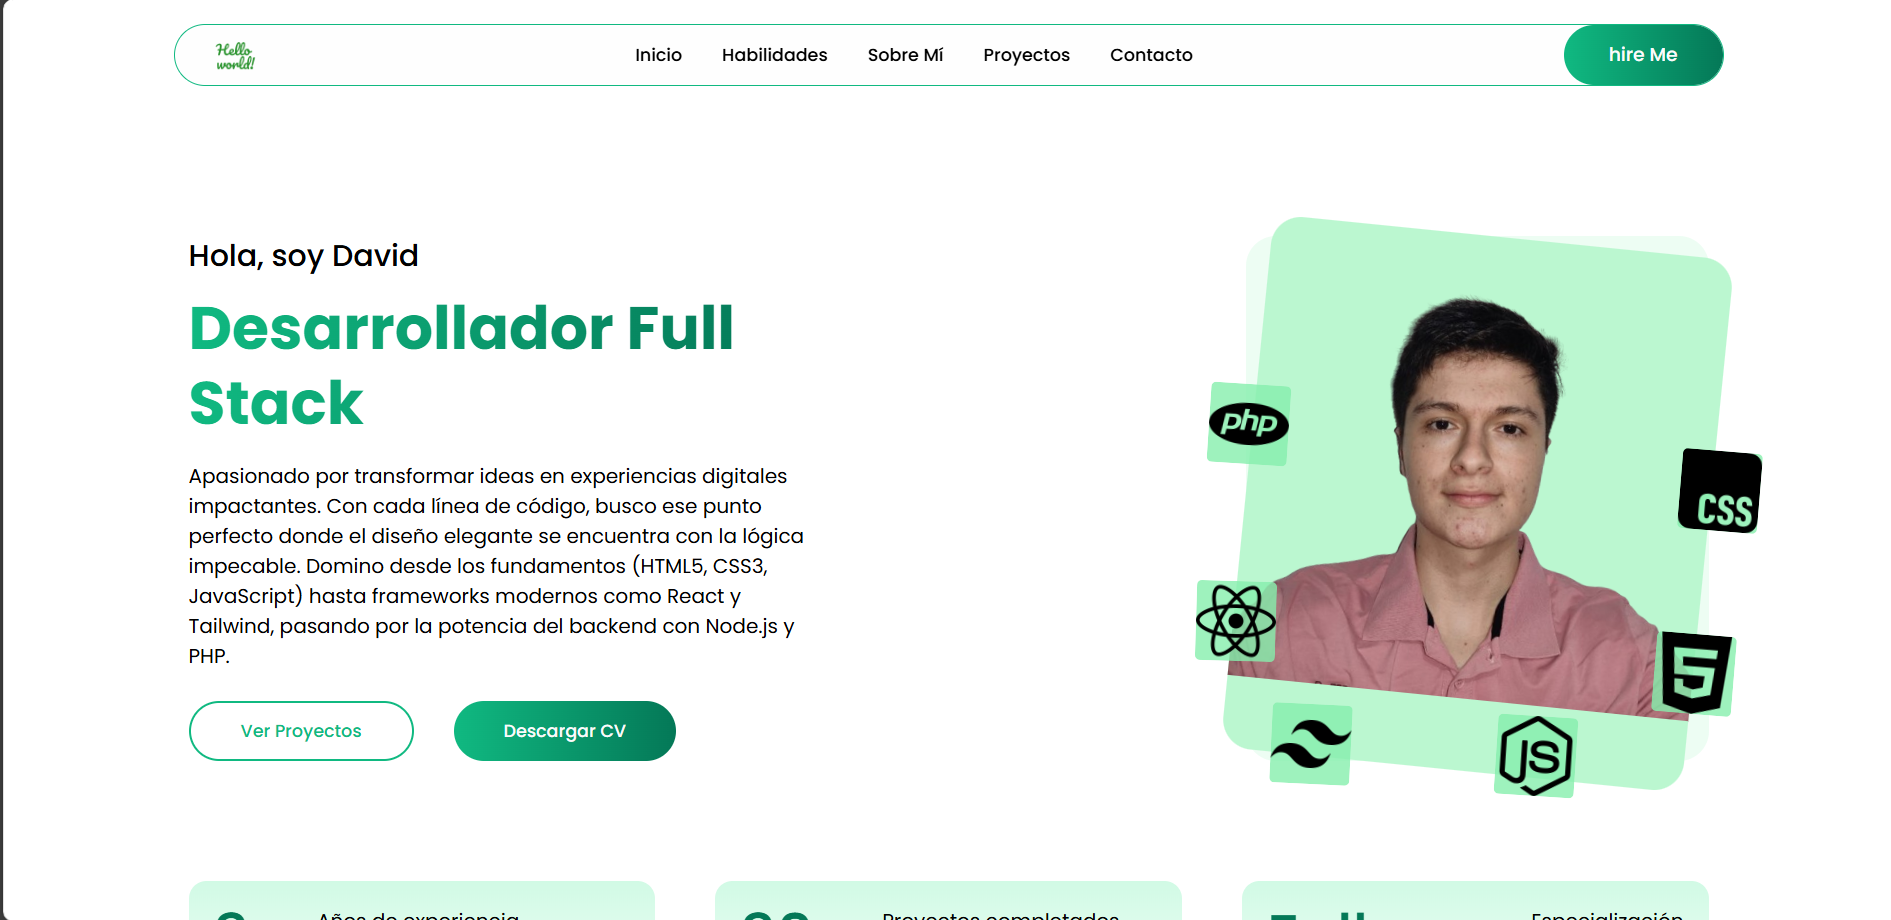 Hello
world!
Inicio Habilidades Sobre Mí Proyectos Contacto
hire Me
Hola, soy David
Desarrollador Full
Stack
Apasionado por transformar ideas en experiencias digitales
impactantes. Con cada línea de código, busco ese punto
perfecto donde el diseño elegante se encuentra con la lógica
impecable. Domino desde los fundamentos (HTML5, CSS3,
JavaScript) hasta frameworks modernos como React y
Tailwind, pasando por la potencia del backend con Node.js y
PHP.
Ver Proyectos
Descargar CV
php
CSS
5
JS
Años de experiencia
Proyectos completados
Full
Especialización